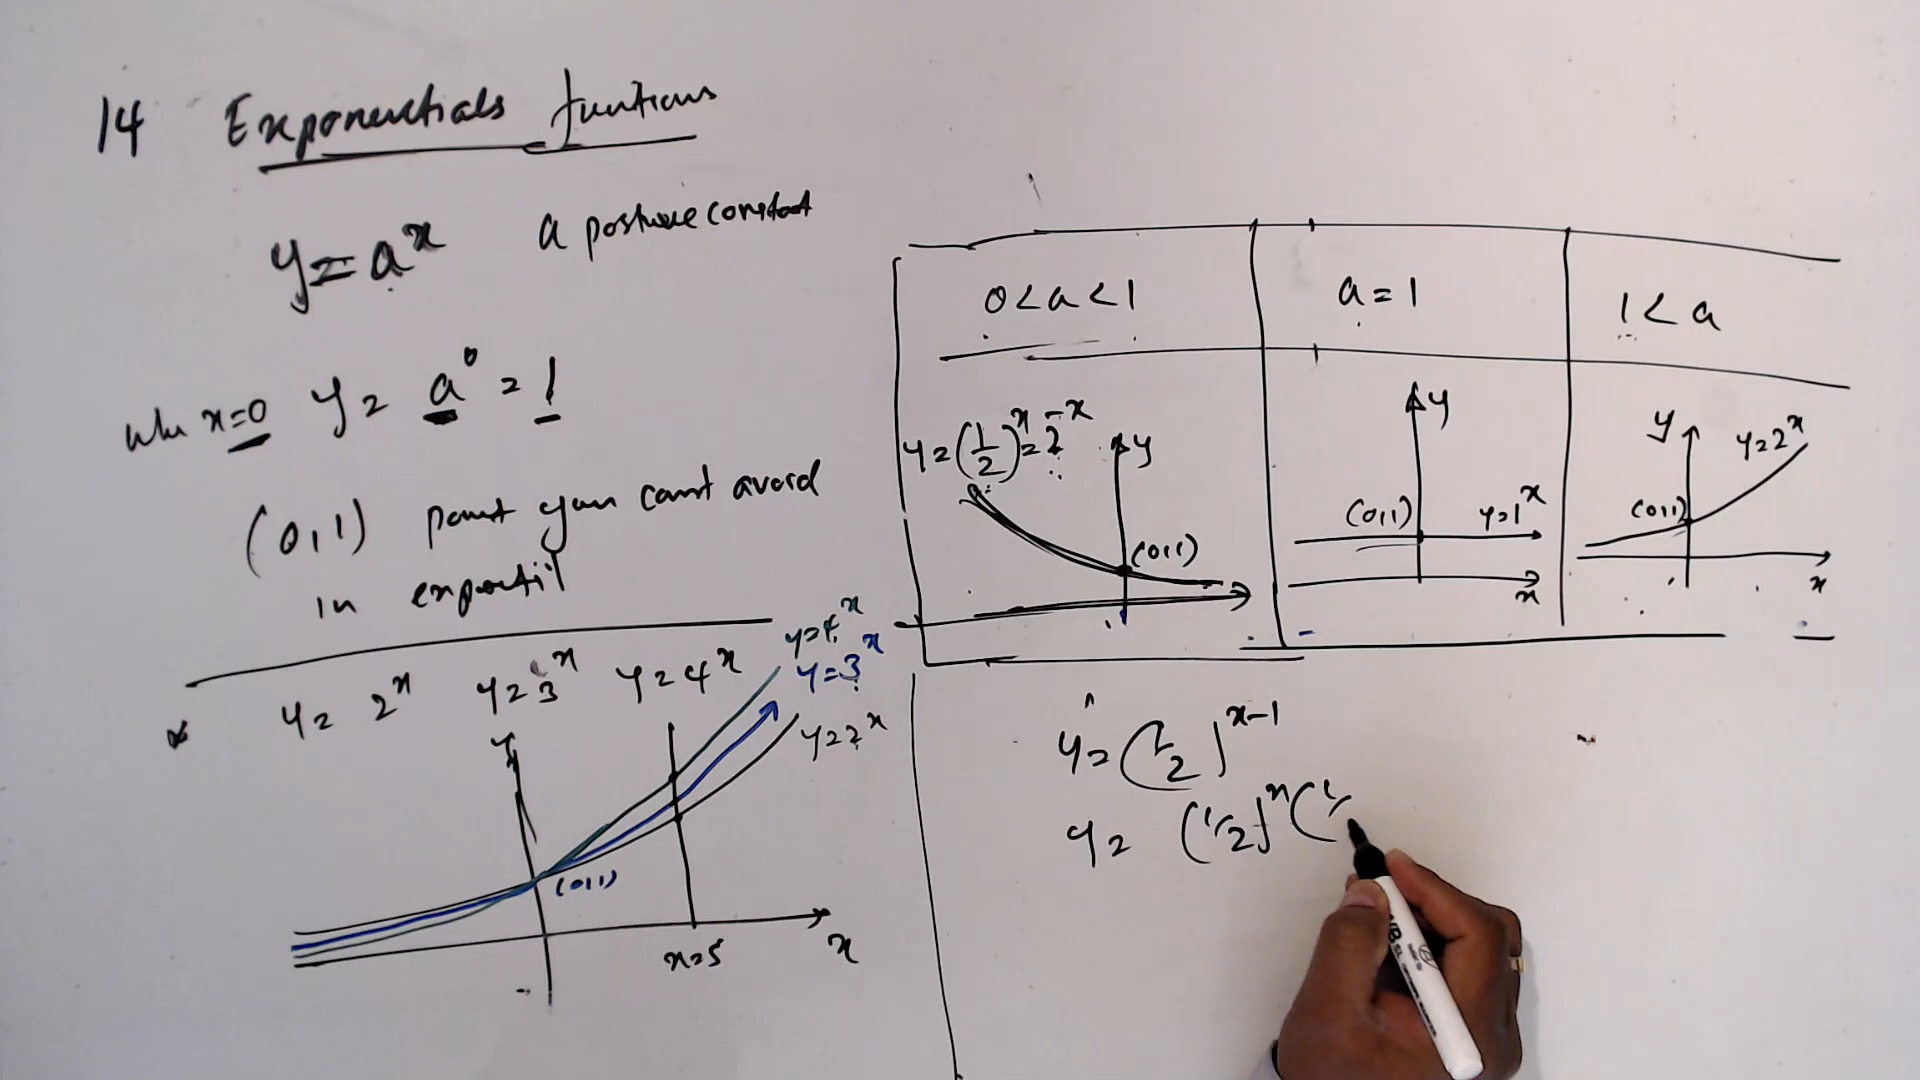 14 Exponentials functions
y = a^x a positive constant
when x=0 y = a^0 = 1
(0,1) point you cant avoid
in
y = 2^x y = 3^x y = 4^x
y=4^x
y=3^x
y=2^x
y
(0,1)
x=5
x
0<a<1 a=1 1<a
y=(1/2)^x=2^-x
y
(0,1)
y
(0,1) y=1^x
x
y
y=2^x
(0,1)
x
y=(1/2)^x-1
y= (1/2)^x (1/